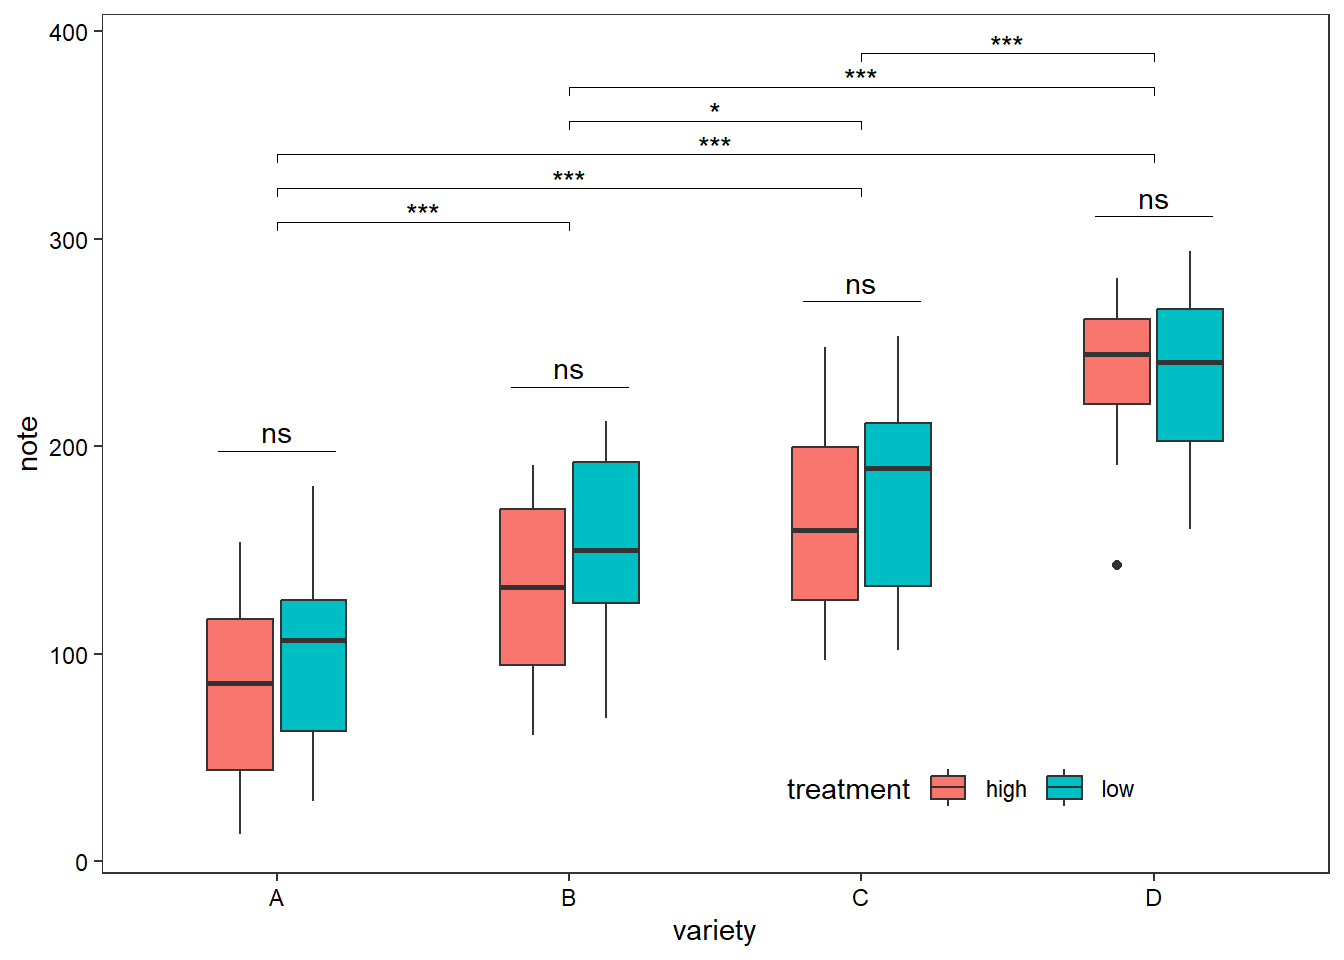 400
***
***
*
***
***
***
ns
300
ns
ns
200
ns
note
100
treatment high low
0
A B C D
variety